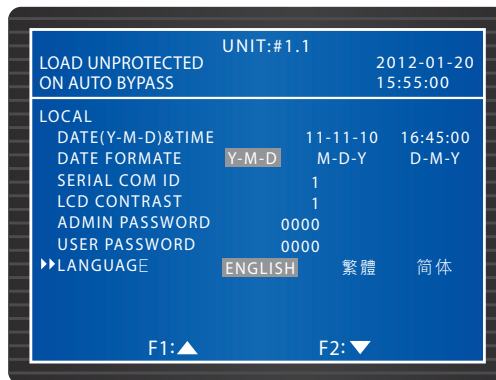 UNIT:#1.1
LOAD UNPROTECTED 2012-01-20
ON AUTO BYPASS 15:55:00
LOCAL
DATE(Y-M-D)&TIME 11-11-10 16:45:00
DATE FORMATE Y-M-D M-D-Y D-M-Y
SERIAL COM ID 1
LCD CONTRAST 1
ADMIN PASSWORD 0000
USER PASSWORD 0000
LANGUAGE ENGLISH 繁體 简体
F1:▲ F2:▼